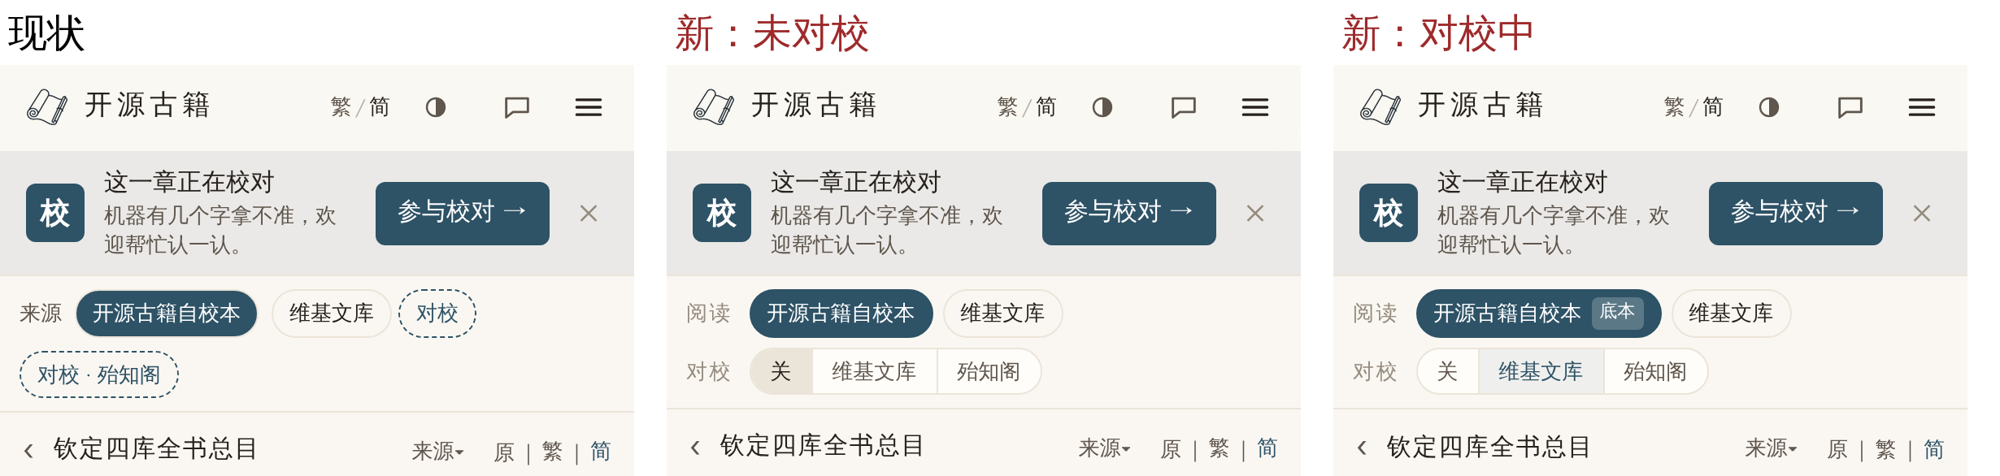 现状
开源古籍 繁/简
校 这一章正在校对
机器有几个字拿不准，欢
迎帮忙认一认。
参与校对 →
来源 开源古籍自校本 维基文库 对校
对校 · 殆知阁
钦定四库全书总目 来源 原 | 繁 | 简
新：未对校
开源古籍 繁/简
校 这一章正在校对
机器有几个字拿不准，欢
迎帮忙认一认。
参与校对 →
阅读 开源古籍自校本 维基文库
对校 关 维基文库 殆知阁
钦定四库全书总目 来源 原 | 繁 | 简
新：对校中
开源古籍 繁/简
校 这一章正在校对
机器有几个字拿不准，欢
迎帮忙认一认。
参与校对 →
阅读 开源古籍自校本 底本 维基文库
对校 关 维基文库 殆知阁
钦定四库全书总目 来源 原 | 繁 | 简